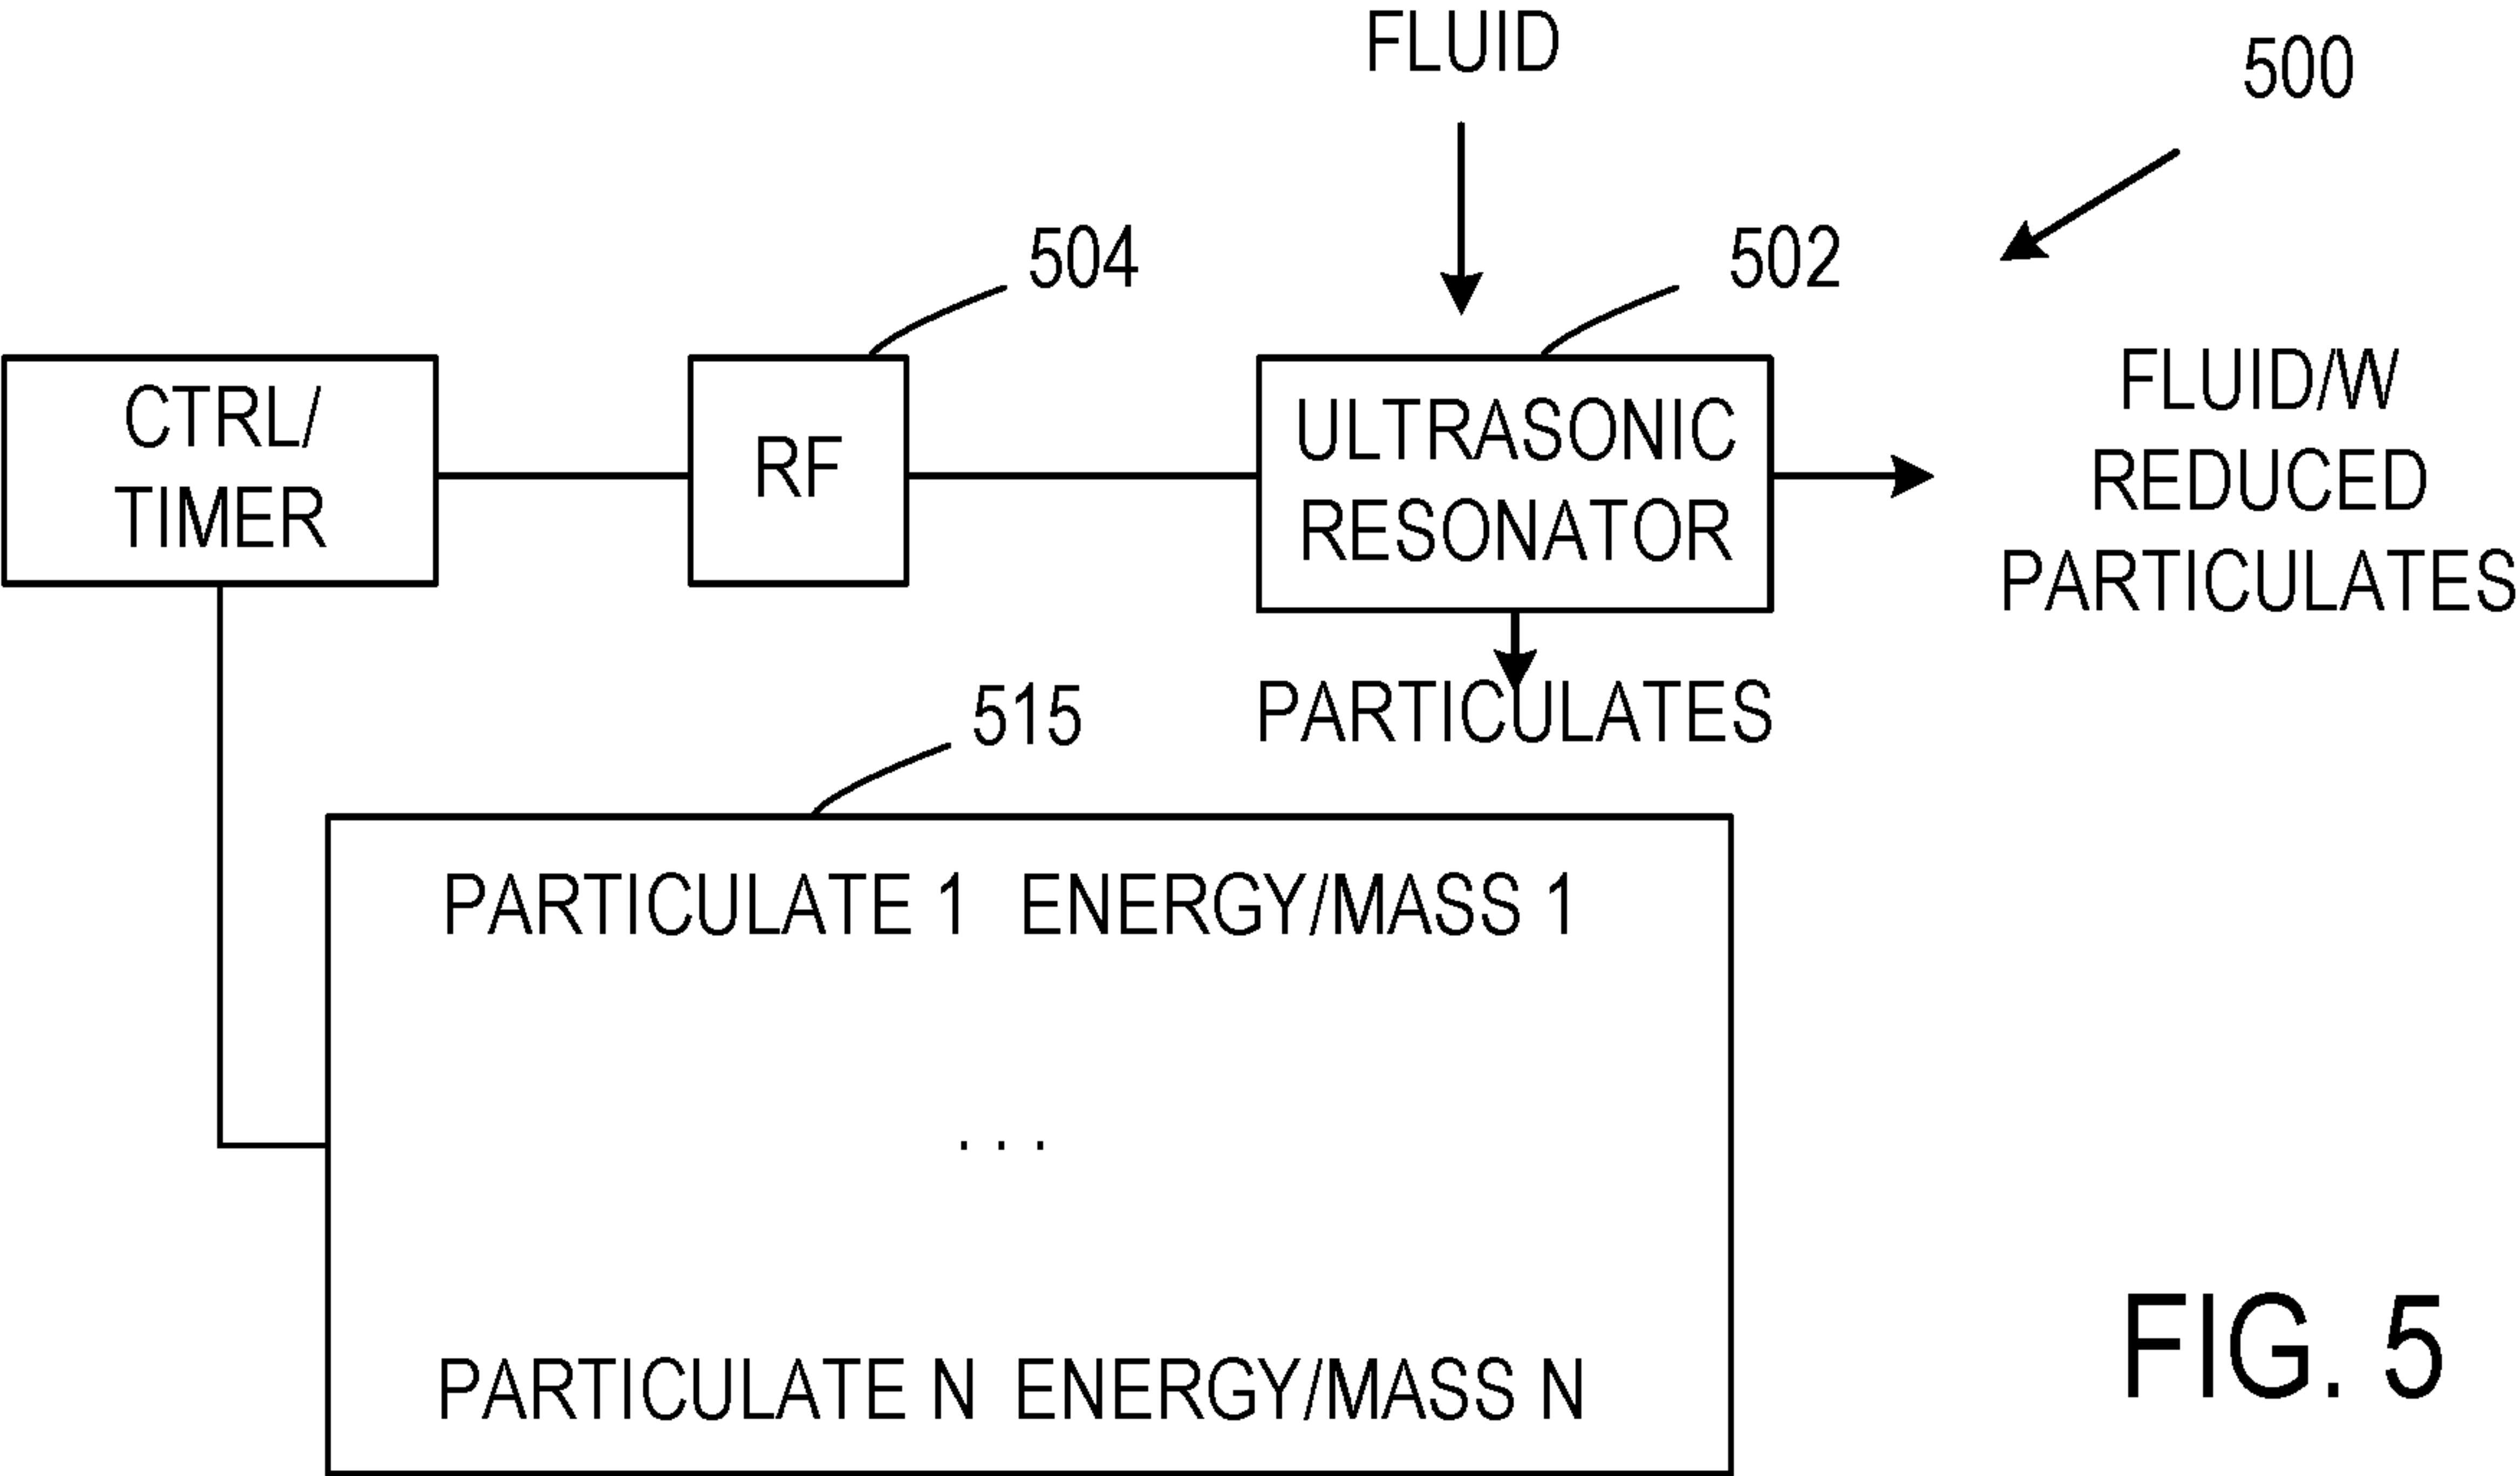 FLUID
500
504
502
CTRL/
TIMER
RF
ULTRASONIC
RESONATOR
FLUID/W
REDUCED
PARTICULATES
PARTICULATES
515
PARTICULATE 1 ENERGY/MASS 1
. . .
PARTICULATE N ENERGY/MASS N
FIG. 5